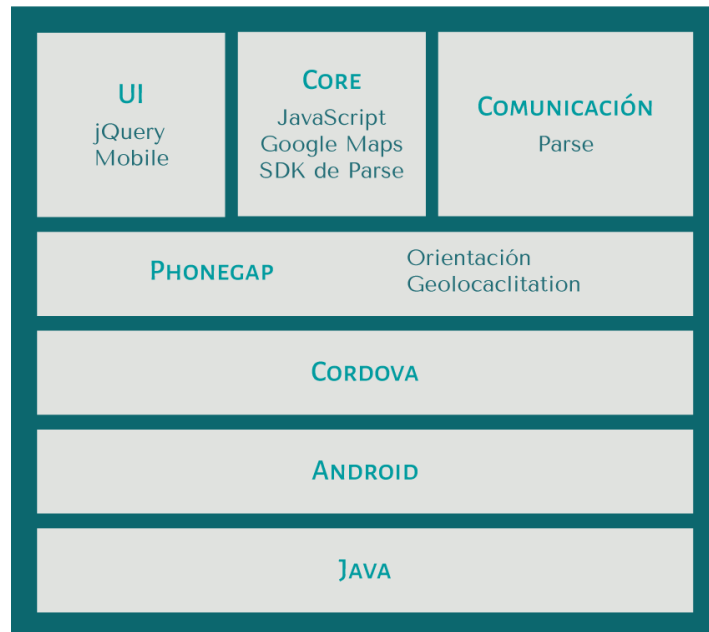 UI
jQuery
Mobile
Core
JavaScript
Google Maps
SDK de Parse
Comunicación
Parse
Phonegap
Orientación
Geolocaclitation
Cordova
Android
Java